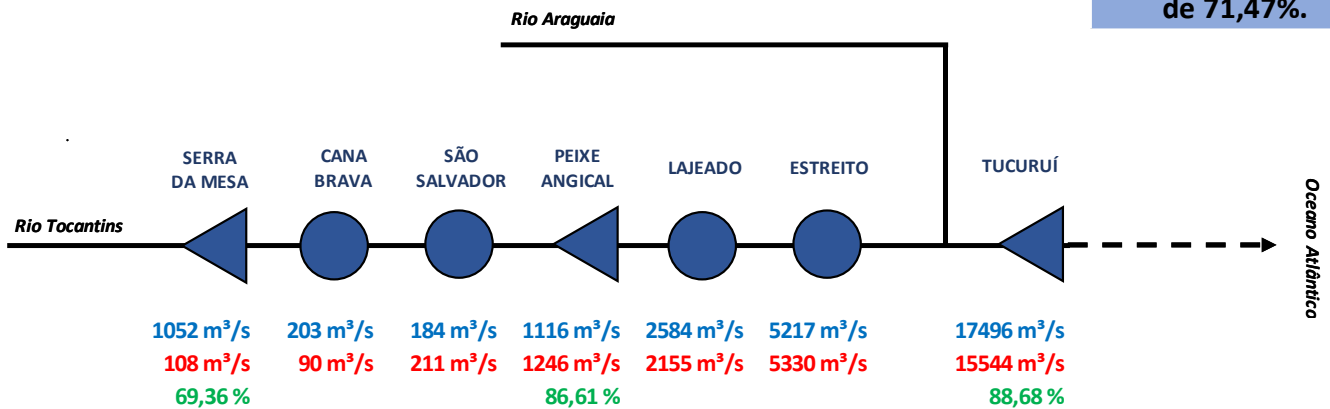 de 71,47%.
Rio Araguaia
SERRA
DA MESA
CANA
BRAVA
SÃO
SALVADOR
PEIXE
ANGICAL
LAJEADO
ESTREITO
TUCURUÍ
Rio Tocantins
Oceano Atlântico
1052 m³/s 203 m³/s 184 m³/s 1116 m³/s 2584 m³/s 5217 m³/s 17496 m³/s
108 m³/s 90 m³/s 211 m³/s 1246 m³/s 2155 m³/s 5330 m³/s 15544 m³/s
69,36 % 86,61 % 88,68 %